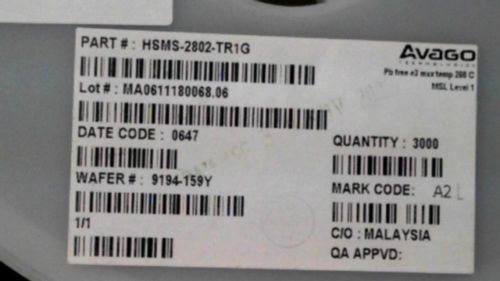 PART # : HSMS-2802-TR1G
AVAGO
TECHNOLOGIES
Pb free e3 max temp 260 C
MSL Level 1
Lot # : MA0611180068.06
DATE CODE : 0647
QUANTITY : 3000
WAFER # : 9194-159Y
MARK CODE: A2 L
1/1
C/O : MALAYSIA
QA APPVD: